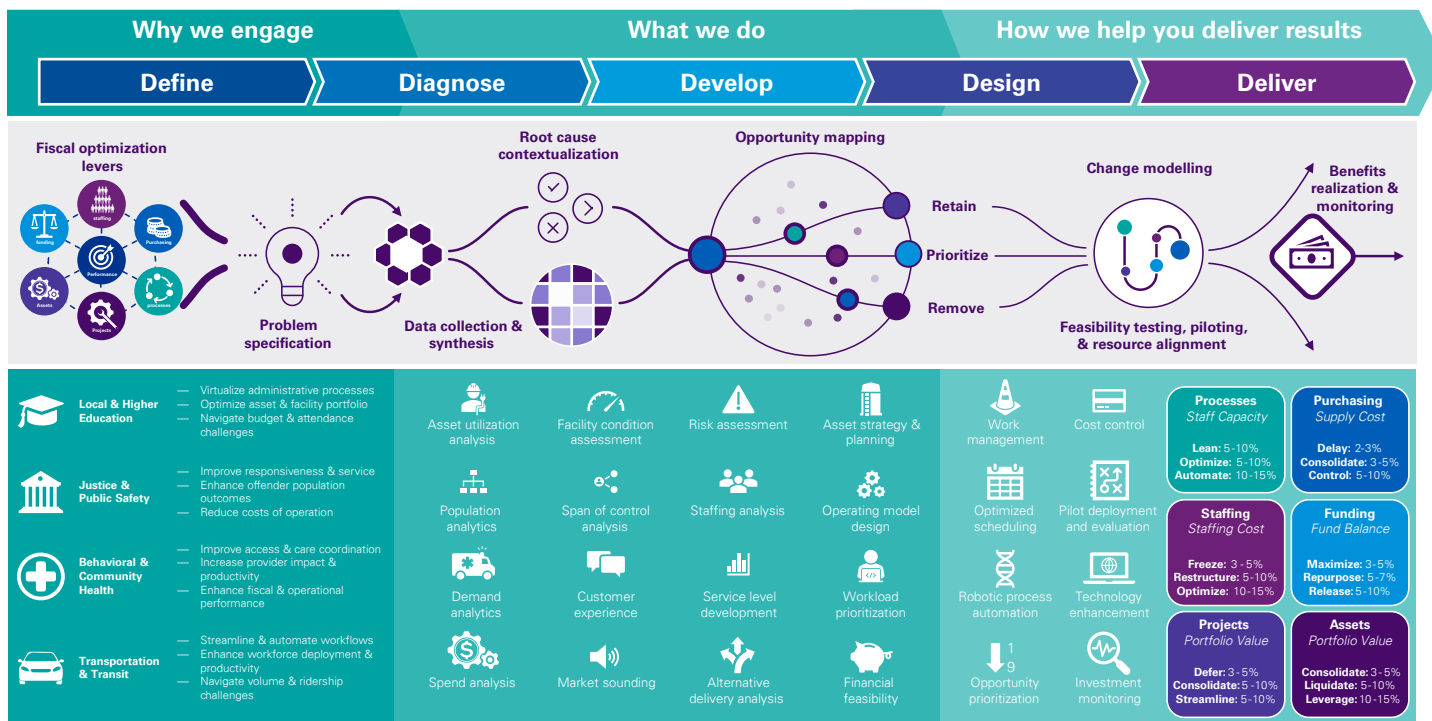 Why we engage
What we do
How we help you deliver results
Define
Diagnose
Develop
Design
Deliver
Fiscal optimization
levers
staffing
funding
Purchasing
Performance
Assets
processes
Projects
Problem
specification
Data collection &
synthesis
Root cause
contextualization
Opportunity mapping
Retain
Prioritize
Remove
Change modelling
Feasibility testing, piloting,
& resource alignment
Benefits
realization &
monitoring
Local & Higher
Education
— Virtualize administrative processes
— Optimize asset & facility portfolio
— Navigate budget & attendance
challenges
Justice &
Public Safety
— Improve responsiveness & service
— Enhance offender population
outcomes
— Reduce costs of operation
Behavioral &
Community
Health
— Improve access & care coordination
— Increase provider impact &
productivity
— Enhance fiscal & operational
performance
Transportation
& Transit
— Streamline & automate workflows
— Enhance workforce deployment &
productivity
— Navigate volume & ridership
challenges
Asset utilization
analysis
Facility condition
assessment
Risk assessment
Asset strategy &
planning
Population
analytics
Span of control
analysis
Staffing analysis
Operating model
design
Demand
analytics
Customer
experience
Service level
development
Workload
prioritization
Spend analysis
Market sounding
Alternative
delivery analysis
Financial
feasibility
Work
management
Cost control
Optimized
scheduling
Pilot deployment
and evaluation
Robotic process
automation
Technology
enhancement
1
9
Opportunity
prioritization
Investment
monitoring
Processes
Staff Capacity
Lean: 5-10%
Optimize: 5-10%
Automate: 10-15%
Purchasing
Supply Cost
Delay: 2-3%
Consolidate: 3-5%
Control: 5-10%
Staffing
Staffing Cost
Freeze: 3-5%
Restructure: 5-10%
Optimize: 10-15%
Funding
Fund Balance
Maximize: 3-5%
Repurpose: 5-7%
Release: 5-10%
Projects
Portfolio Value
Defer: 3-5%
Consolidate: 5-10%
Streamline: 5-10%
Assets
Portfolio Value
Consolidate: 3-5%
Liquidate: 5-10%
Leverage: 10-15%